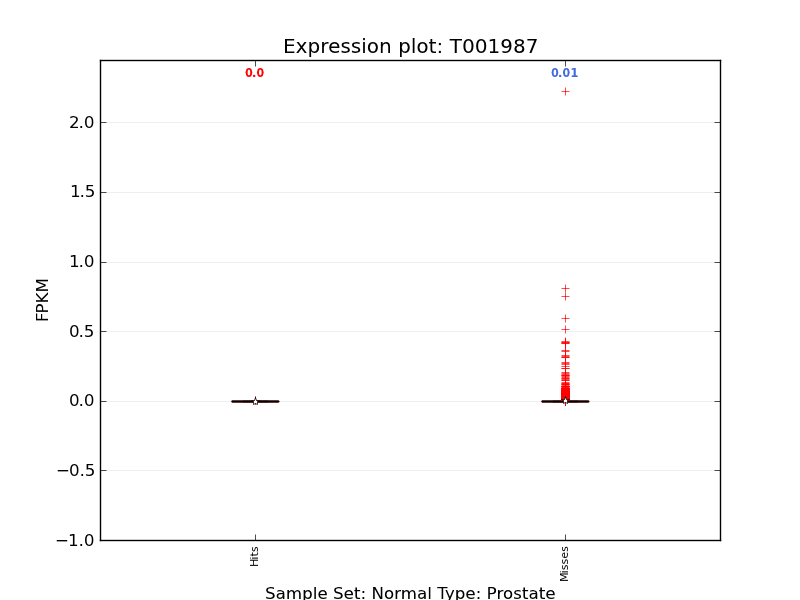 Expression plot: T001987
0.0
0.01
2.0
1.5
1.0
0.5
0.0
−0.5
−1.0
FPKM
Hits
Misses
Sample Set: Normal Type: Prostate